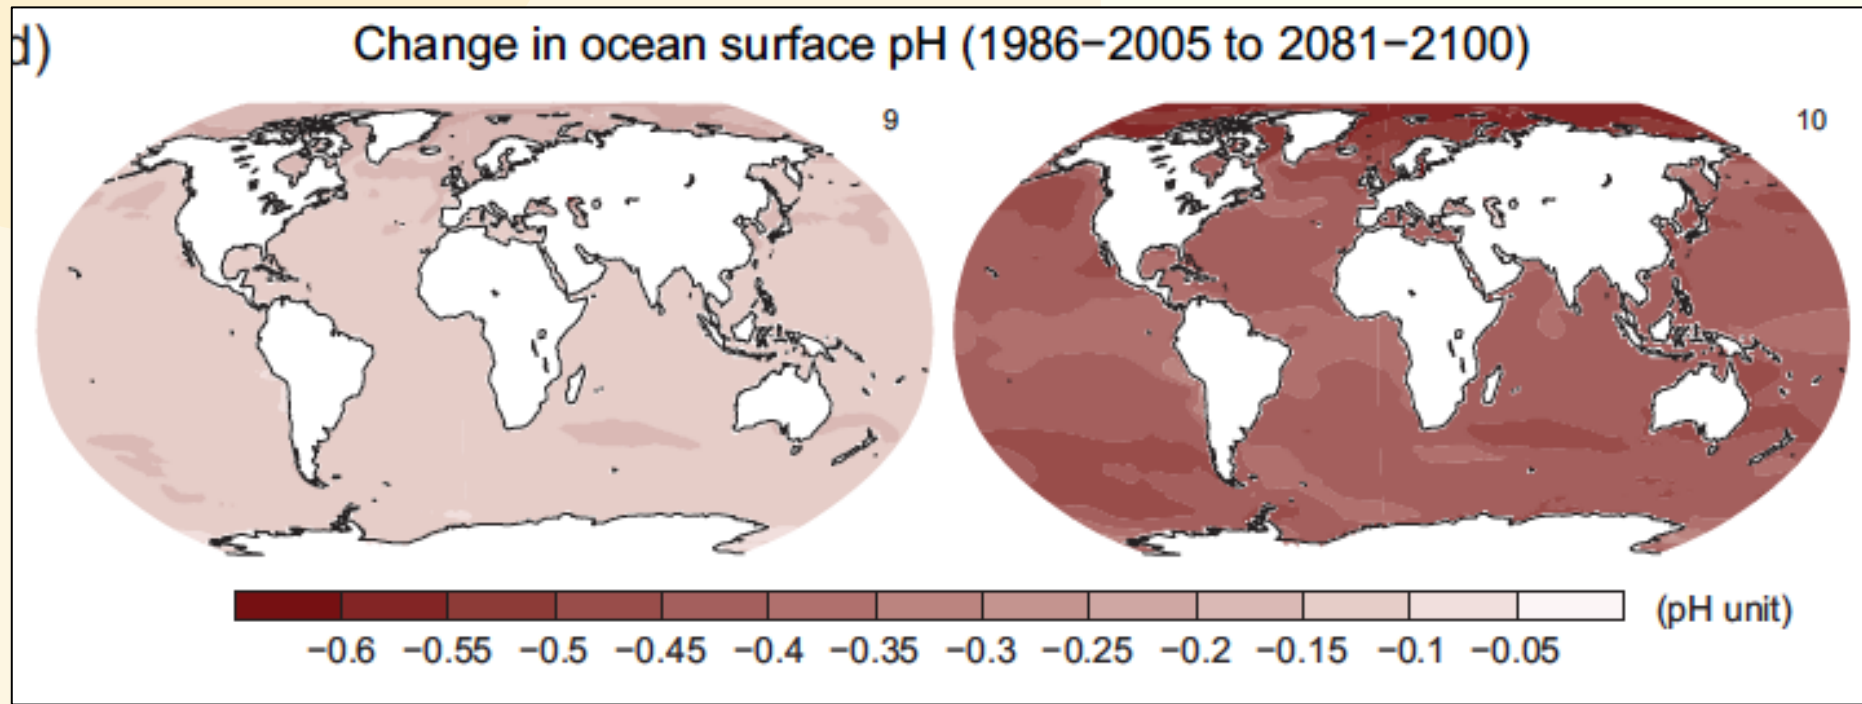 d) Change in ocean surface pH (1986−2005 to 2081−2100)
9
10
(pH unit)
−0.6 −0.55 −0.5 −0.45 −0.4 −0.35 −0.3 −0.25 −0.2 −0.15 −0.1 −0.05